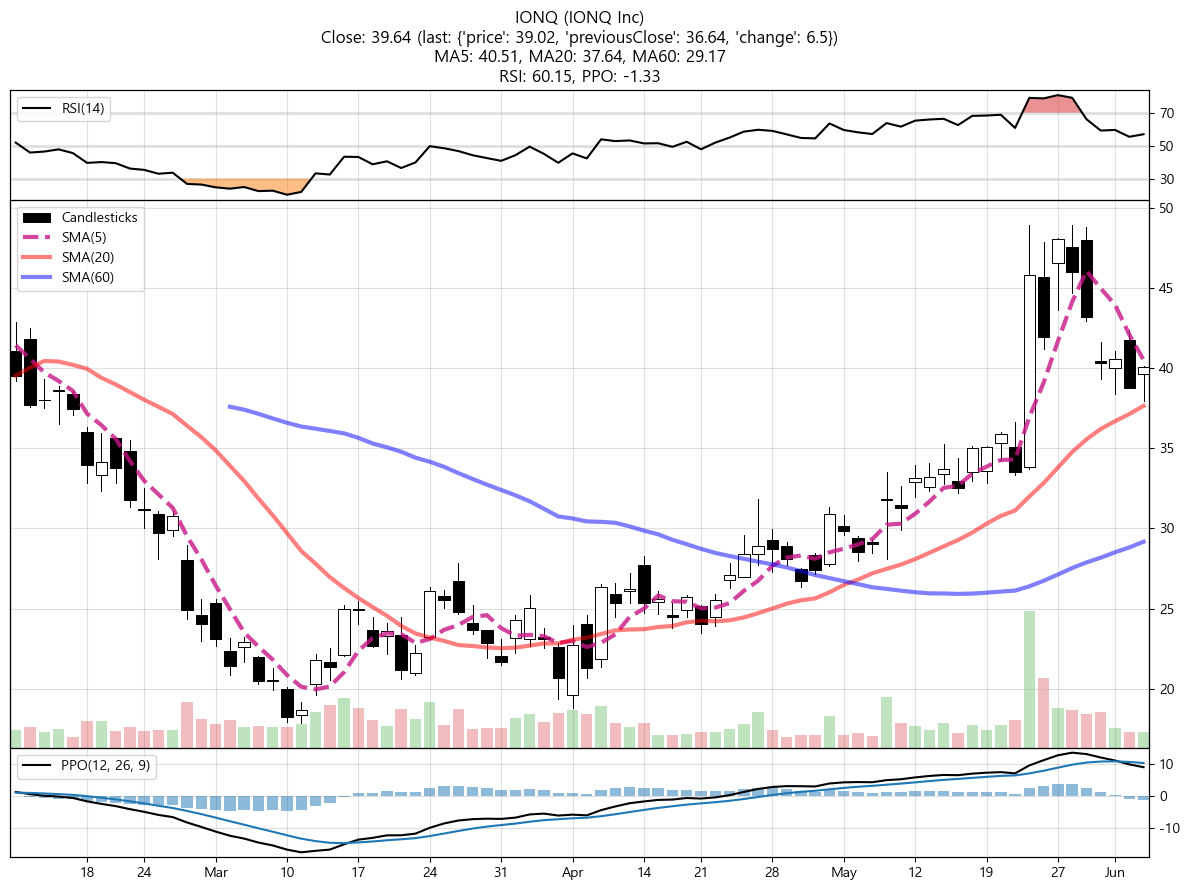 IONQ (IONQ Inc)
Close: 39.64 (last: {'price': 39.02, 'previousClose': 36.64, 'change': 6.5})
MA5: 40.51, MA20: 37.64, MA60: 29.17
RSI: 60.15, PPO: -1.33
RSI(14)
70
50
30
Candlesticks
SMA(5)
SMA(20)
SMA(60)
50
45
40
35
30
25
20
PPO(12, 26, 9)
10
0
-10
18 24 Mar 10 17 24 31 Apr 14 21 28 May 12 19 27 Jun